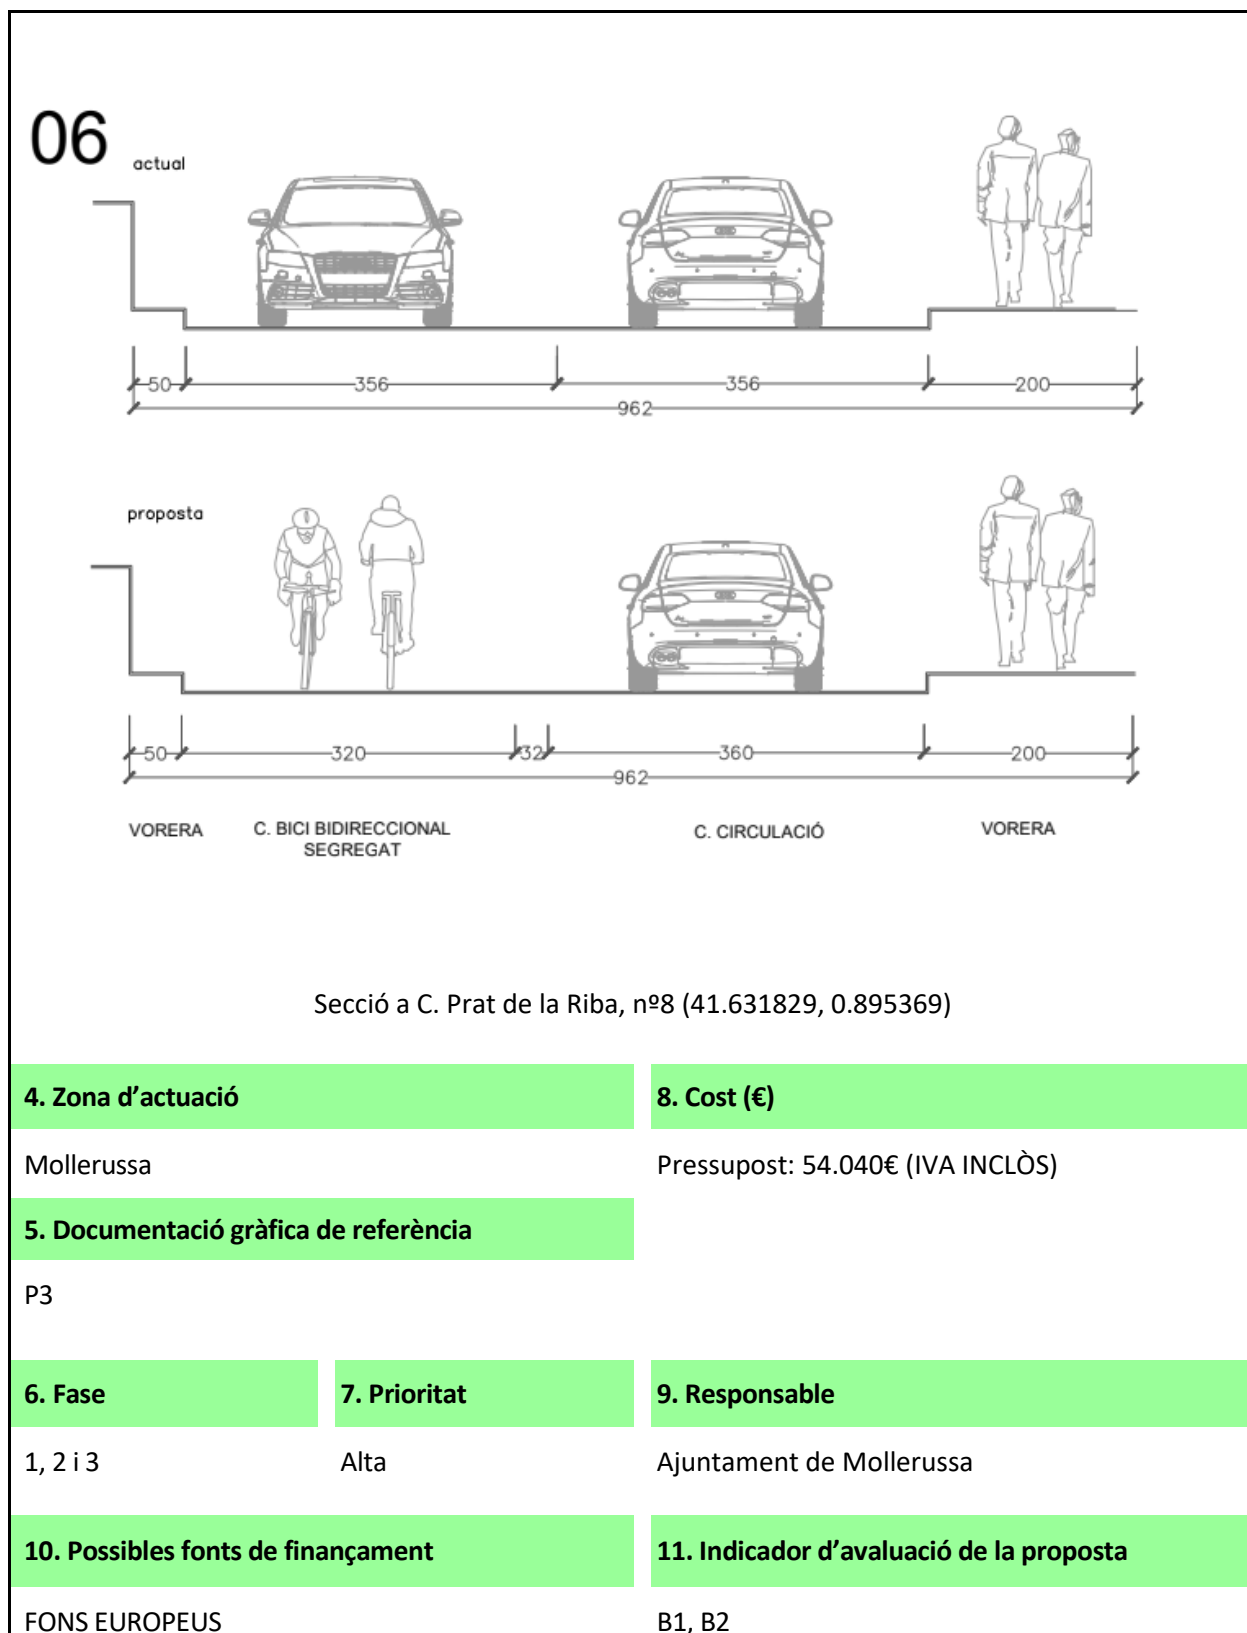 06
actual
50 356 356 200
962
proposta
50 320 32 360 200
962
VORERA C. BICI BIDIRECCIONAL SEGREGAT C. CIRCULACIÓ VORERA
Secció a C. Prat de la Riba, nº8 (41.631829, 0.895369)
4. Zona d’actuació
8. Cost (€)
Mollerussa
Pressupost: 54.040€ (IVA INCLÒS)
5. Documentació gràfica de referència
P3
6. Fase
7. Prioritat
9. Responsable
1, 2 i 3
Alta
Ajuntament de Mollerussa
10. Possibles fonts de finançament
11. Indicador d’avaluació de la proposta
FONS EUROPEUS
B1, B2